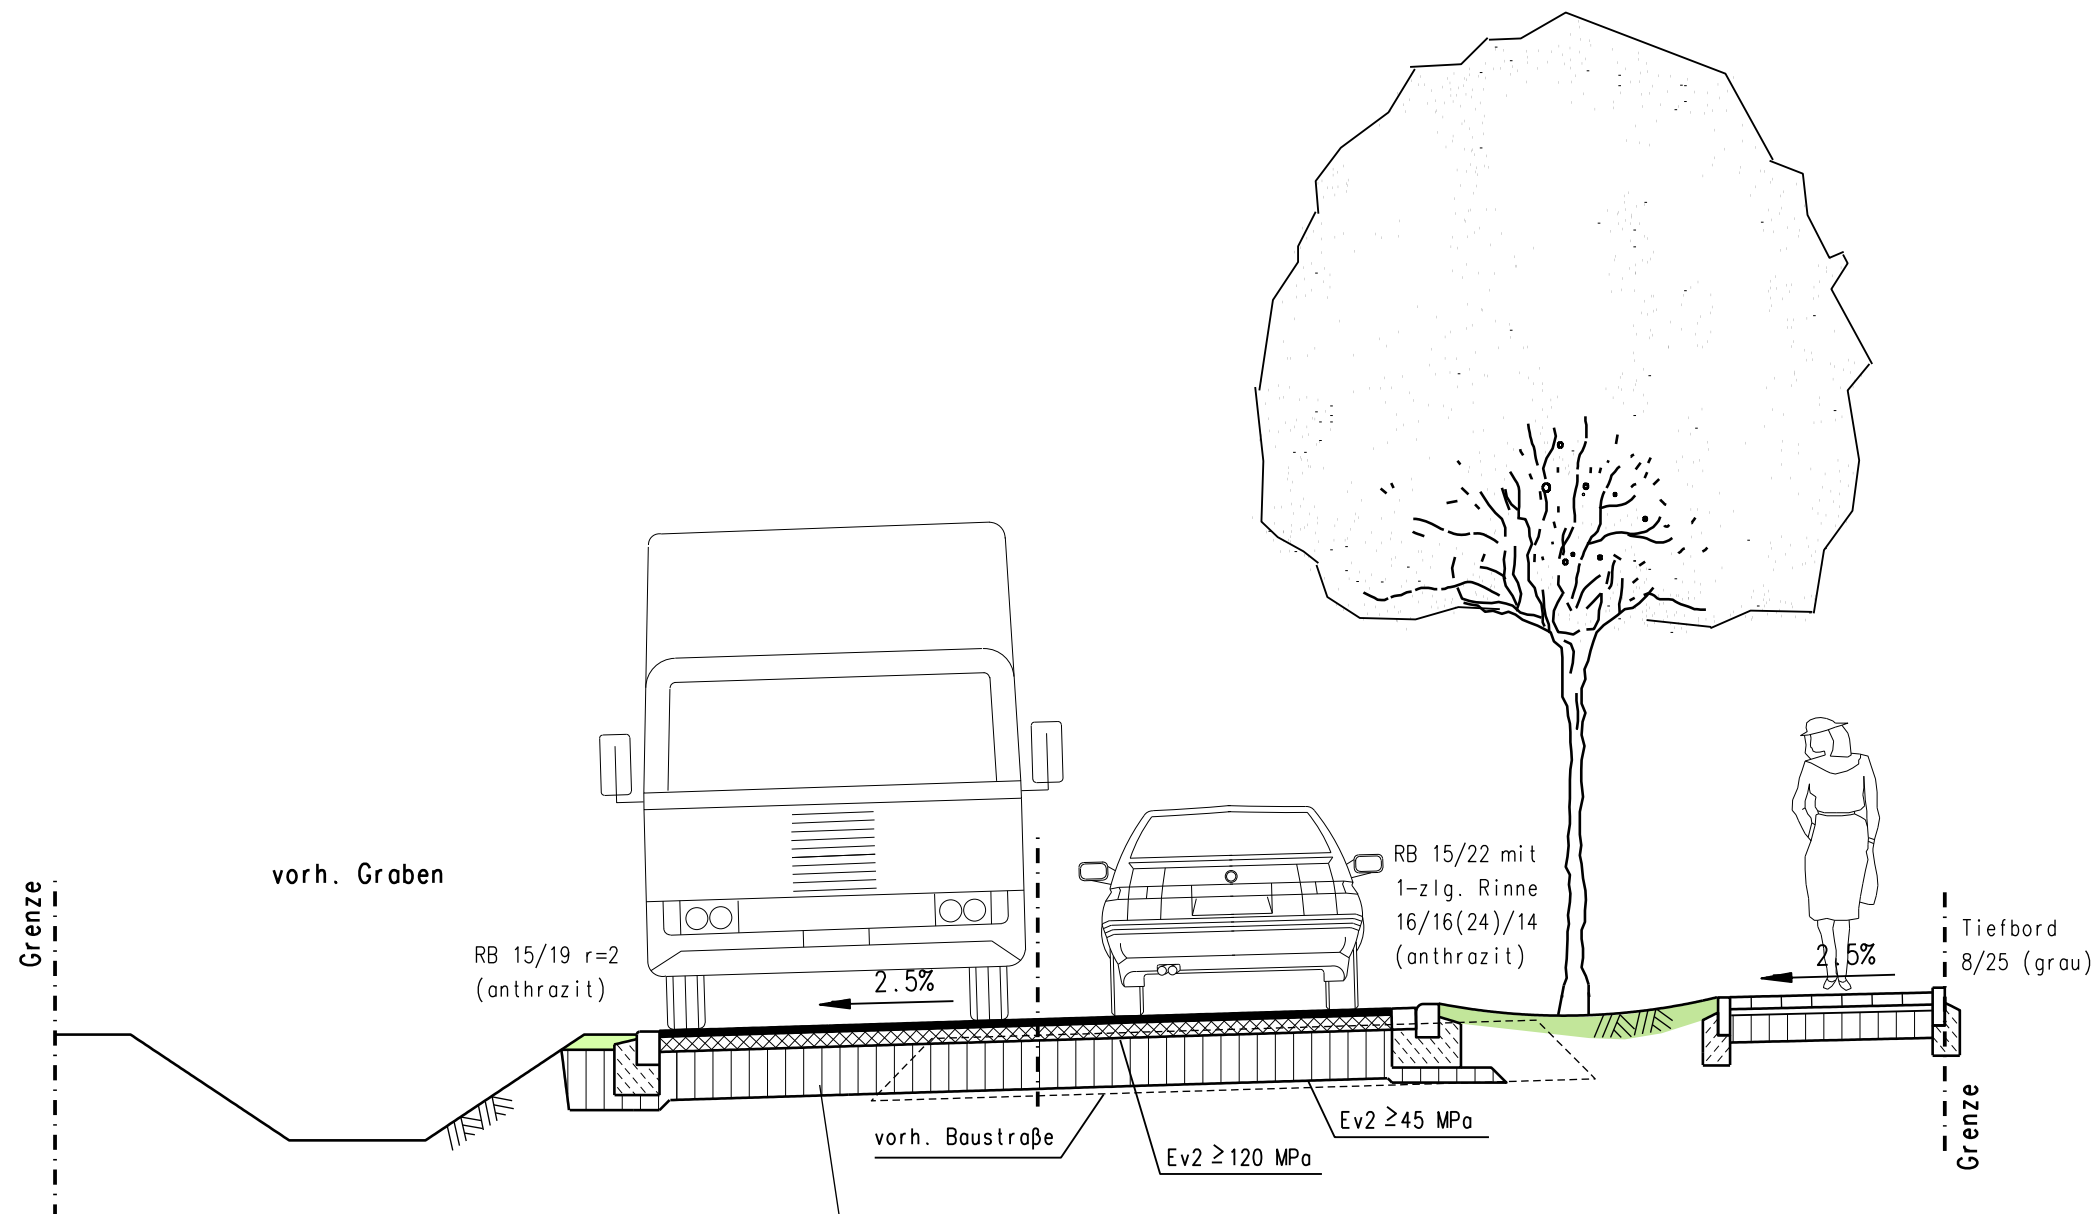 vorh. Graben
Grenze
RB 15/19 r=2
(anthrazit)
2.5%
RB 15/22 mit
1-zlg. Rinne
16/16(24)/14
(anthrazit)
2.5%
Tiefbord
8/25 (grau)
vorh. Baustraße
Ev2 ≥120 MPa
Ev2 ≥45 MPa
Grenze